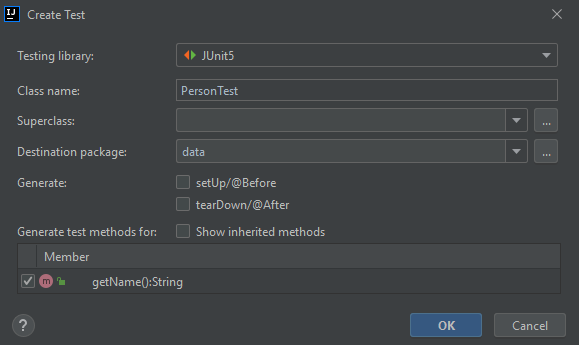 IJ Create Test
Testing library: JUnit5
Class name: PersonTest
Superclass: ...
Destination package: data ...
Generate: setUp/@Before
tearDown/@After
Generate test methods for: Show inherited methods
Member
m getName():String
? OK Cancel